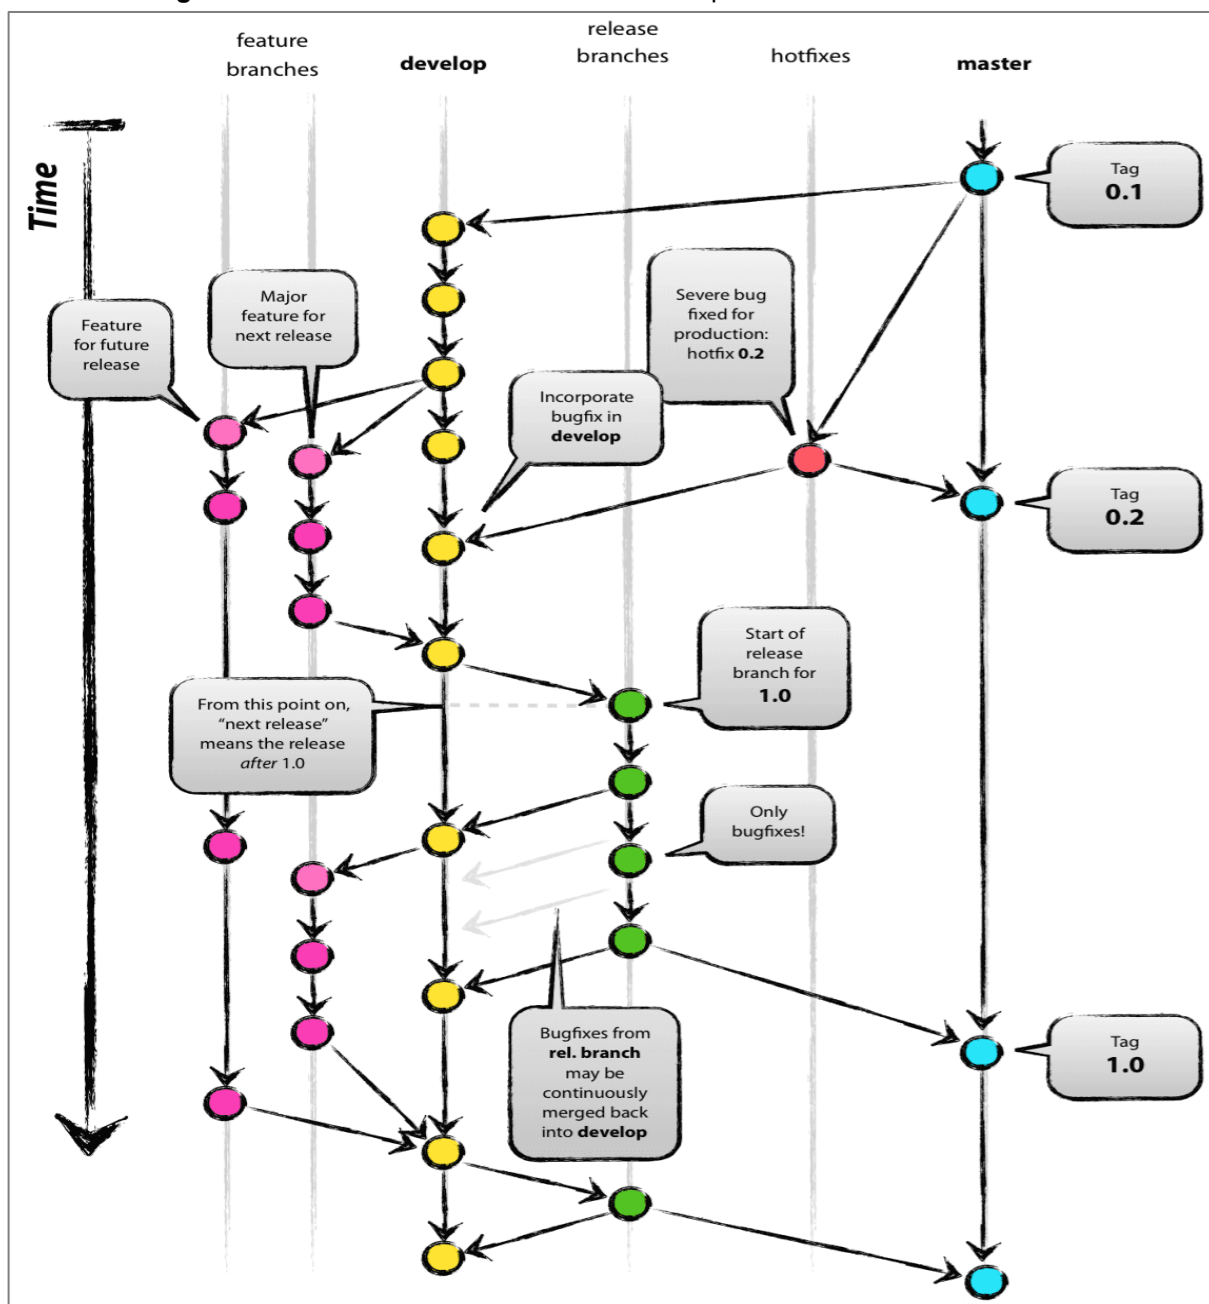 feature
branches
develop
release
branches
hotfixes
master
Time
Tag
0.1
Major
feature for
next release
Severe bug
fixed for
production:
hotfix 0.2
Feature
for future
release
Incorporate
bugfix in
develop
Tag
0.2
Start of
release
branch for
1.0
From this point on,
“next release”
means the release
after 1.0
Only
bugfixes!
Bugfixes from
rel. branch
may be
continuously
merged back
into develop
Tag
1.0